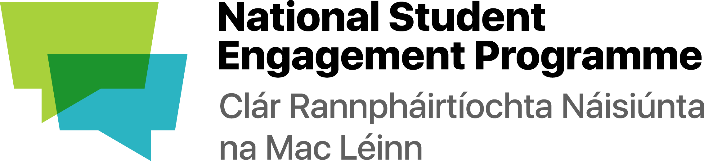 National Student
Engagement Programme
Clár Rannpháirtíochta Náisiúnta
na Mac Léinn